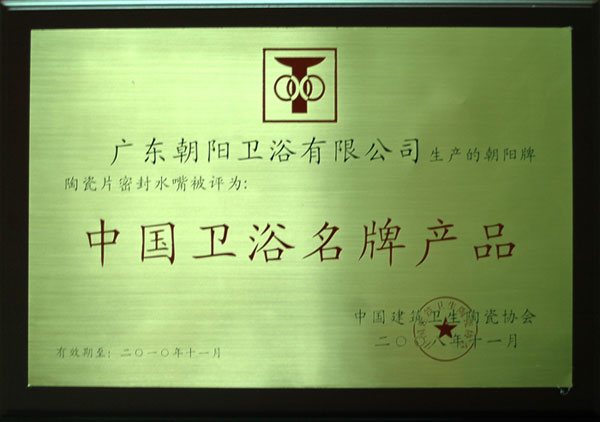 广东朝阳卫浴有限公司生产的朝阳牌
陶瓷片密封水嘴被评为:
中国卫浴名牌产品
中国建筑卫生陶瓷协会
二〇〇八年十一月
有效期至:二〇一〇年十一月